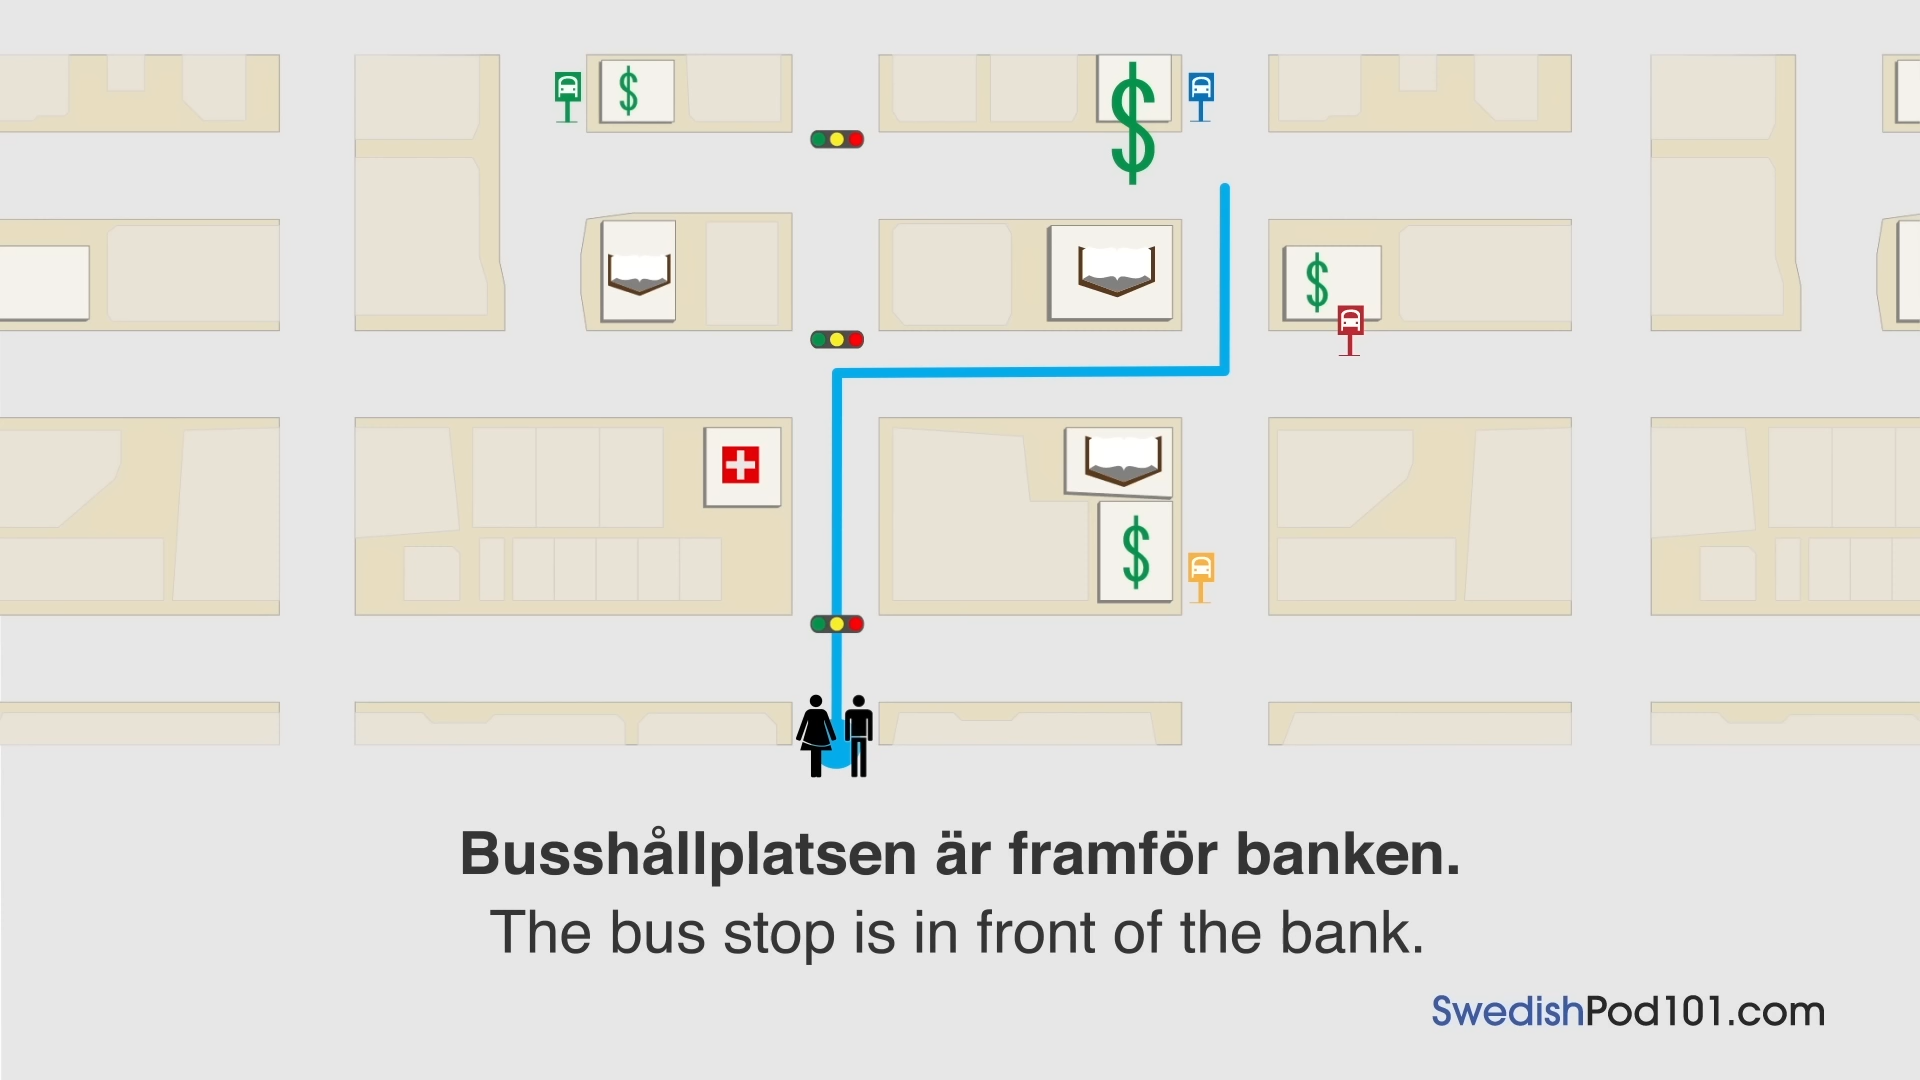 $
$
$
$
Busshållplatsen är framför banken.
The bus stop is in front of the bank.
SwedishPod101.com